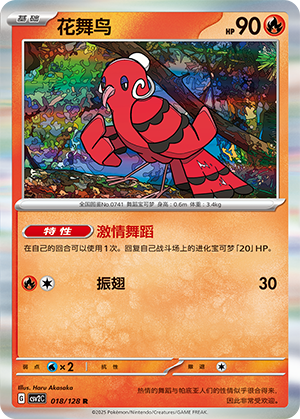 基础
花舞鸟
HP 90
全国图鉴No.0741 舞蹈宝可梦 身高：0.6m 体重：3.4kg
特性 激情舞蹈
在自己的回合可以使用1次。回复自己战斗场上的进化宝可梦「20」HP。
振翅 30
弱点 ×2 抵抗力 撤退
Illus. Haru Akasaka
G CSV2C 018/128 R
热情的舞蹈与帕底亚人们的性情似乎很合得来，
因此非常受欢迎。
©2025 Pokémon/Nintendo/Creatures/GAME FREAK.